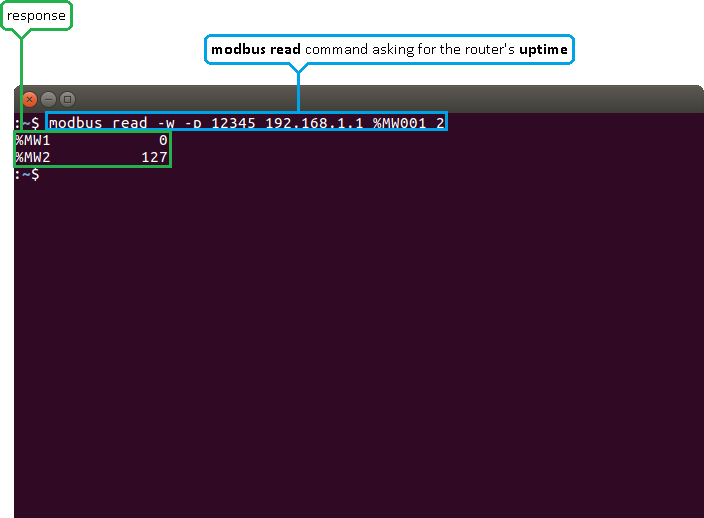 response
modbus read command asking for the router's uptime
:~$ modbus read -w -p 12345 192.168.1.1 %MW001 2
%MW1 0
%MW2 127
:~$